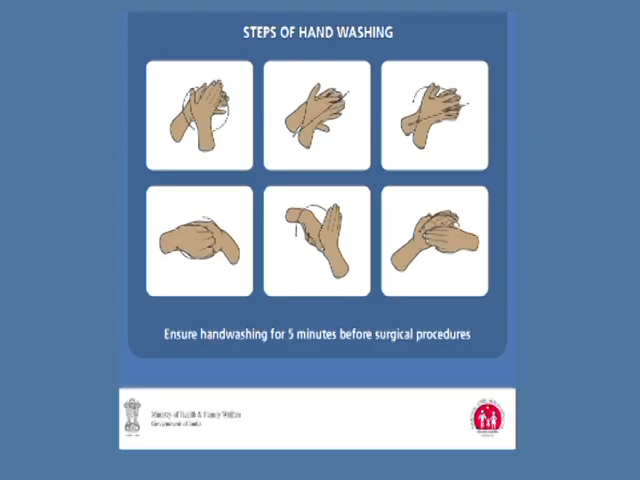 STEPS OF HAND WASHING
Ensure handwashing for 5 minutes before surgical procedures
Ministry of Health & Family Welfare
Government of India